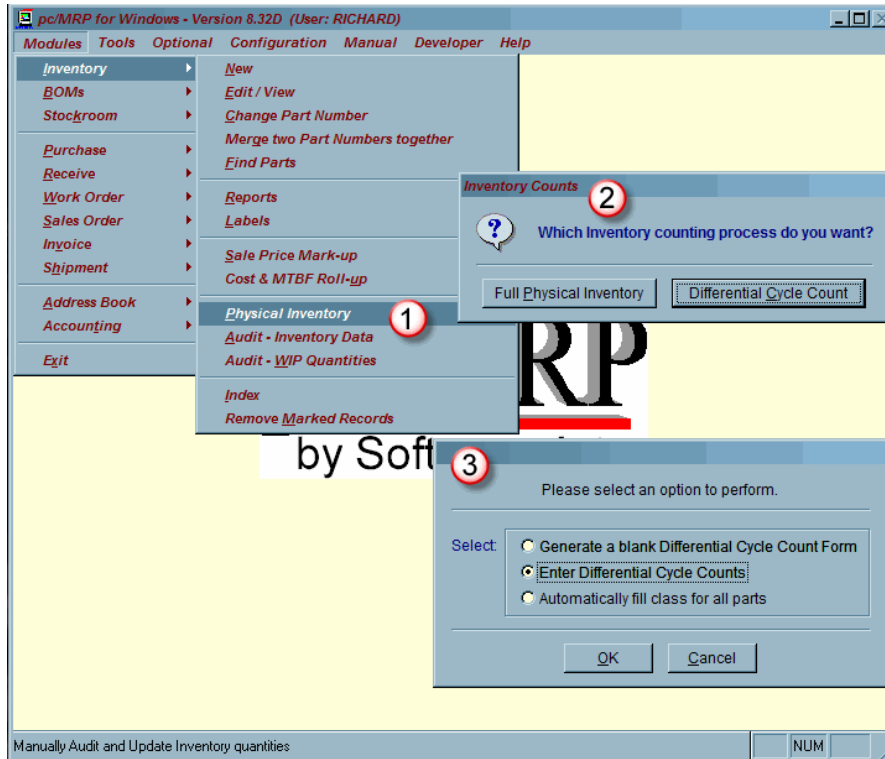 pc/MRP for Windows - Version 8.32D (User: RICHARD)
Modules Tools Optional Configuration Manual Developer Help
Inventory
BOMs
Stockroom
Purchase
Receive
Work Order
Sales Order
Invoice
Shipment
Address Book
Accounting
Exit
New
Edit / View
Change Part Number
Merge two Part Numbers together
Find Parts
Reports
Labels
Sale Price Mark-up
Cost & MTBF Roll-up
Physical Inventory
1
Audit - Inventory Data
Audit - WIP Quantities
Index
Remove Marked Records
Inventory Counts
2
Which Inventory counting process do you want?
Full Physical Inventory
Differential Cycle Count
RP
by Soft
3
Please select an option to perform.
Select:
Generate a blank Differential Cycle Count Form
Enter Differential Cycle Counts
Automatically fill class for all parts
OK Cancel
Manually Audit and Update Inventory quantities
NUM